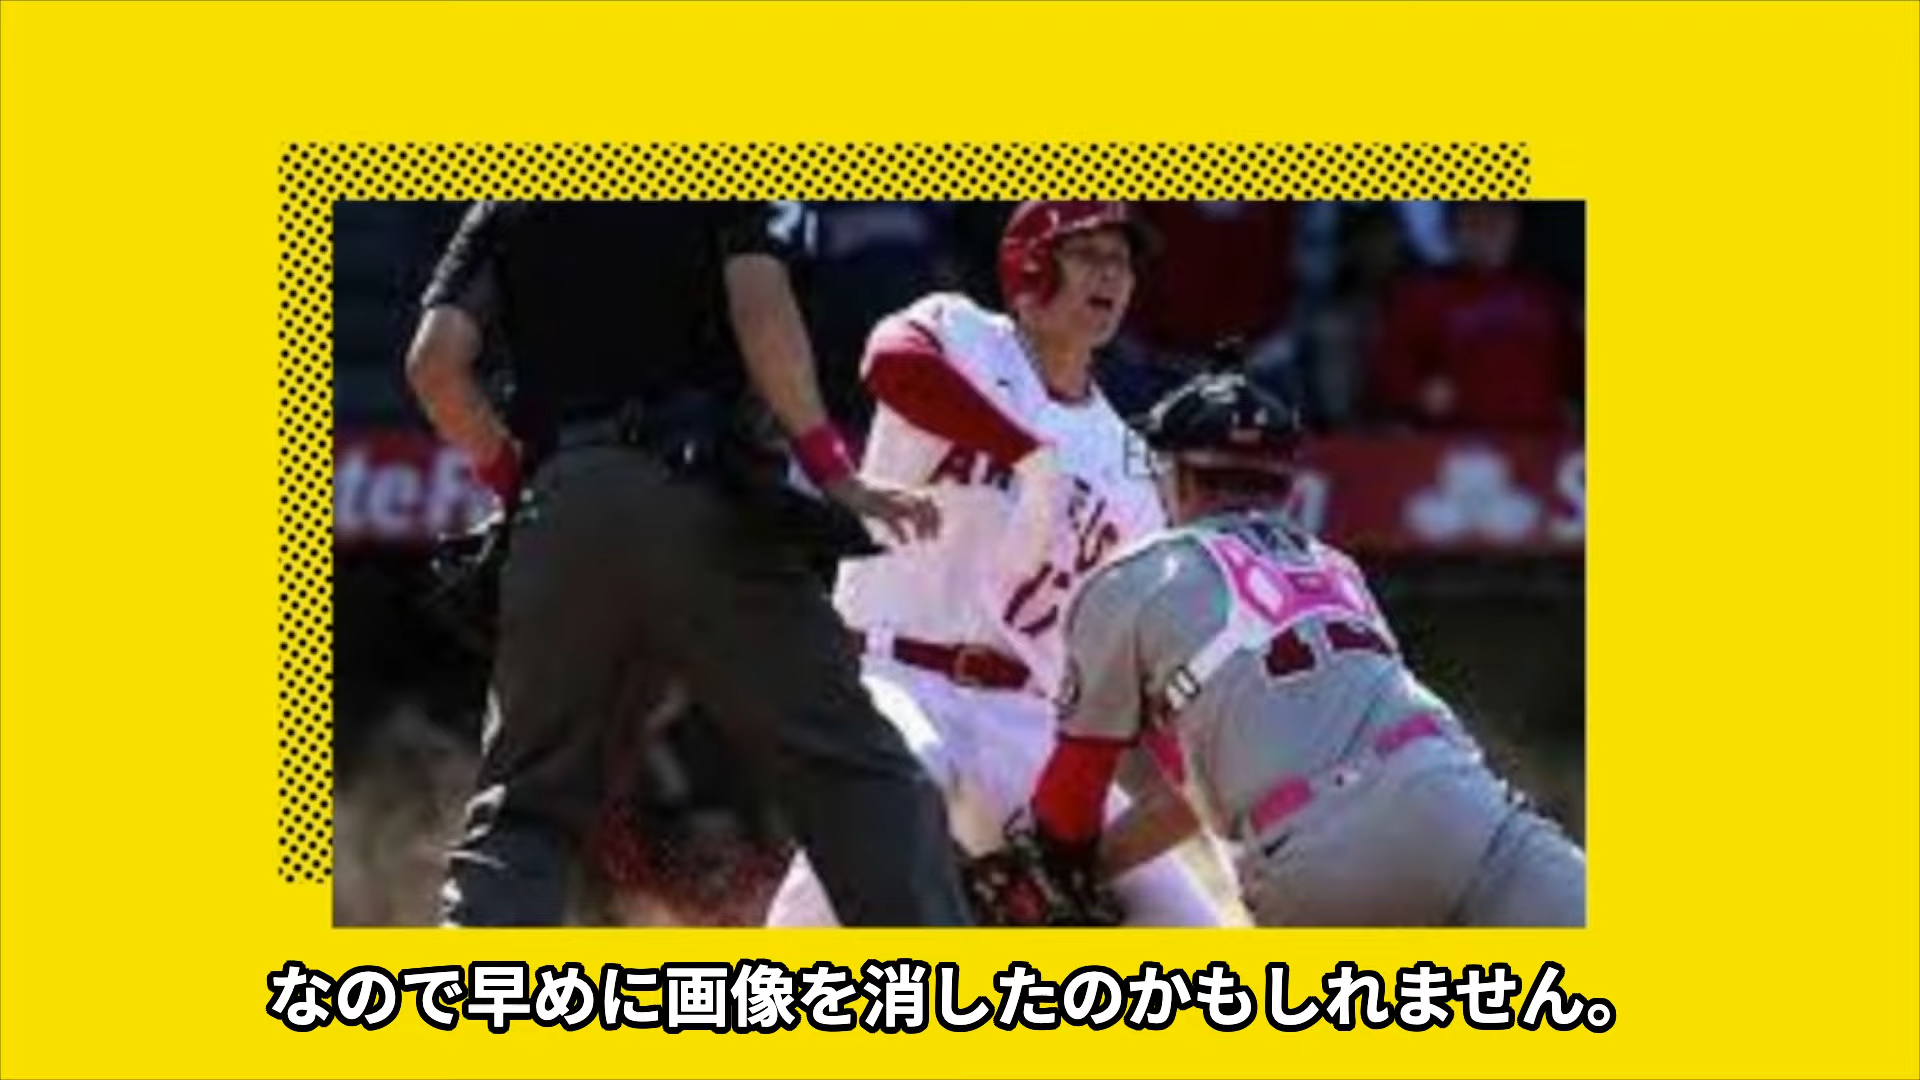 teF
なので早めに画像を消したのかもしれません。